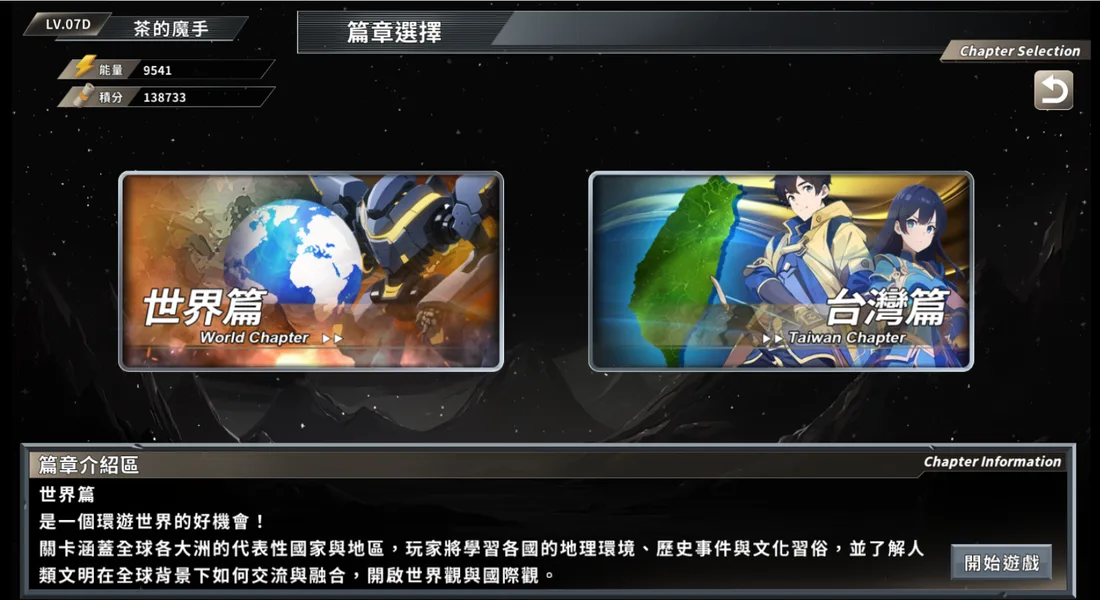 LV.07D 茶的魔手
能量 9541
積分 138733
篇章選擇
Chapter Selection
世界篇
World Chapter
台灣篇
Taiwan Chapter
篇章介紹區
Chapter Information
世界篇
是一個環遊世界的好機會！
關卡涵蓋全球各大洲的代表性國家與地區，玩家將學習各國的地理環境、歷史事件與文化習俗，並了解人
類文明在全球背景下如何交流與融合，開啟世界觀與國際觀。
開始遊戲